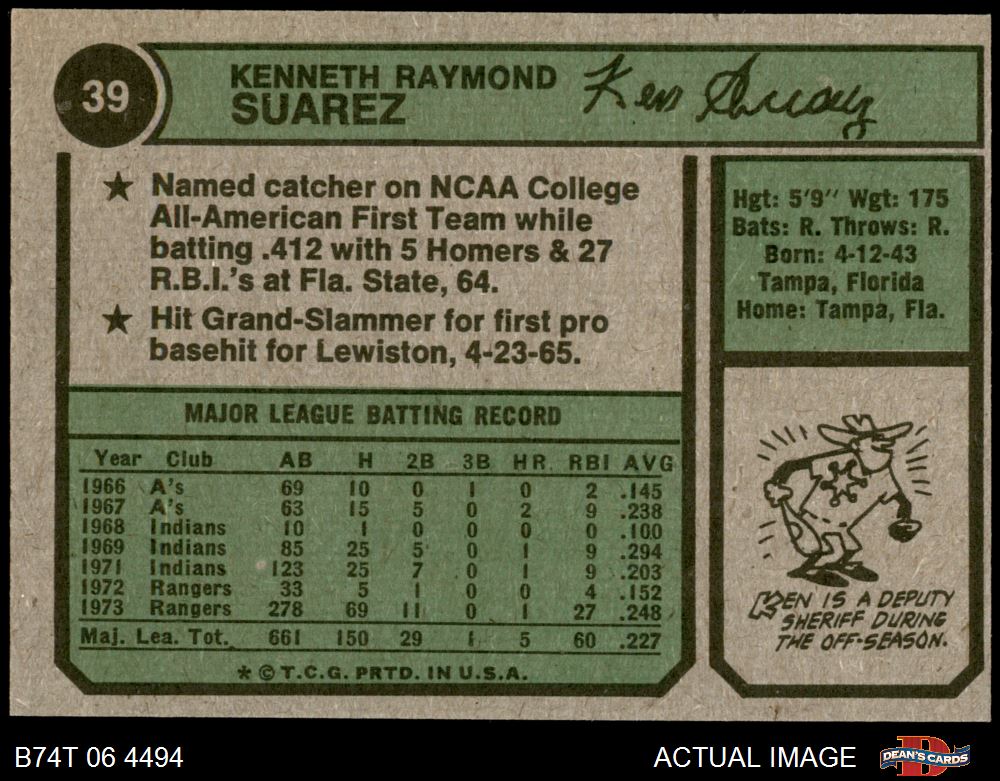 39
KENNETH RAYMOND
SUAREZ
Ken Suarez
★ Named catcher on NCAA College
All-American First Team while
batting .412 with 5 Homers & 27
R.B.I.'s at Fla. State, 64.
★ Hit Grand-Slammer for first pro
basehit for Lewiston, 4-23-65.
Hgt: 5'9'' Wgt: 175
Bats: R. Throws: R.
Born: 4-12-43
Tampa, Florida
Home: Tampa, Fla.
MAJOR LEAGUE BATTING RECORD
Year Club AB H 2B 3B HR RBI AVG
1966 A's 69 10 0 1 0 2 .145
1967 A's 63 15 5 0 2 9 .238
1968 Indians 10 1 0 0 0 0 .100
1969 Indians 85 25 5 0 1 9 .294
1971 Indians 123 25 7 0 1 9 .203
1972 Rangers 33 5 1 0 0 4 .152
1973 Rangers 278 69 11 0 1 27 .248
Maj. Lea. Tot. 661 150 29 1 5 60 .227
* © T.C.G. PRTD. IN U.S.A.
KEN IS A DEPUTY
SHERIFF DURING
THE OFF-SEASON.
B74T 06 4494
ACTUAL IMAGE
DEAN'S CARDS